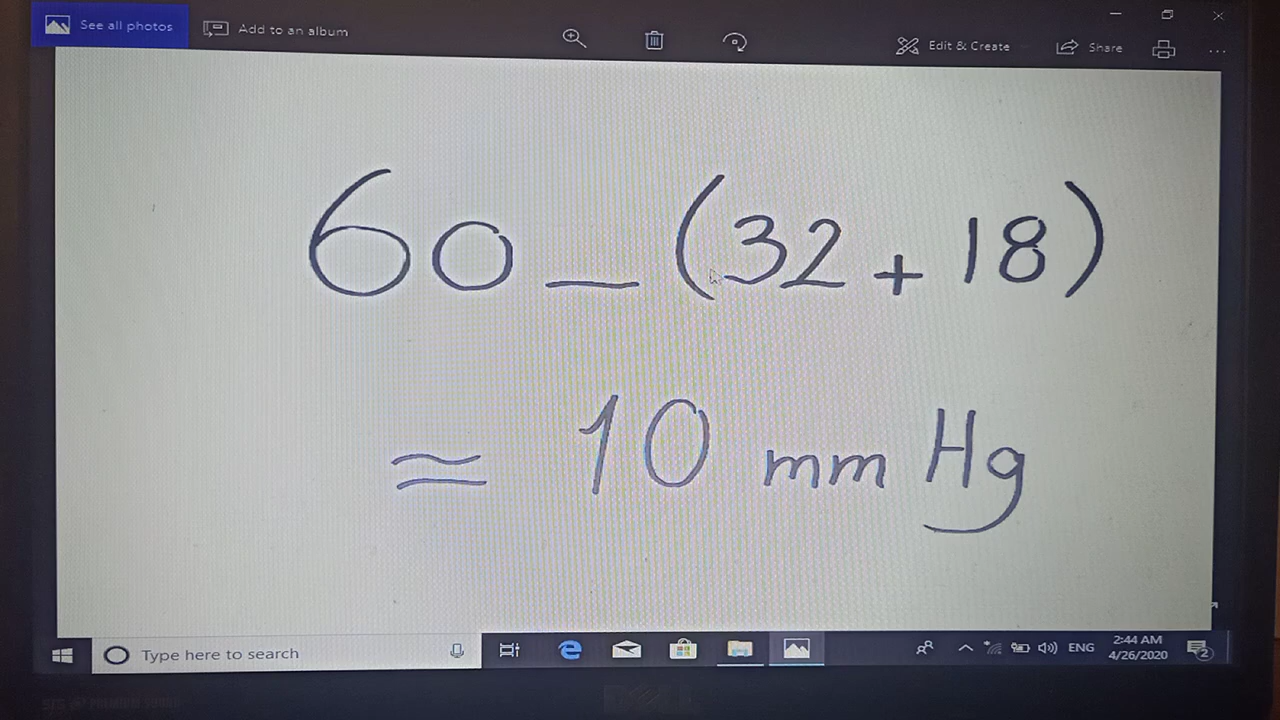 See all photos
Add to an album
Edit & Create
Share
60 — (32 + 18)
≈ 10 mm Hg
Type here to search
ENG
2:44 AM
4/26/2020
2